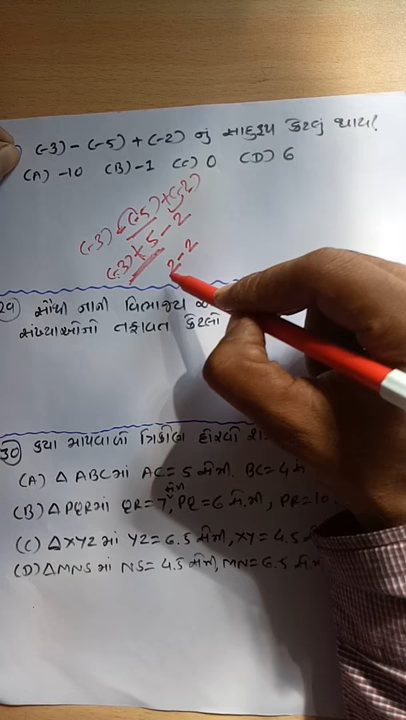 (-3) - (-5) + (-2) નું સાદુરૂપ કેટલું થાય?
(A) -10 (B) -1 (C) 0 (D) 6
(-3) - (-5) + (-2)
(-3) + 5 - 2
2 - 2
29 સૌથી નાની વિભાજ્ય
સંખ્યાઓનો તફાવત કેટલો
30 કયા માપવાળો ત્રિકોણ દોરવો
(A) △ ABCમાં AC = 5 સેમી. BC = 4
(B) △ PQRમાં QR = 7 સેમી, PQ = 6 સે.મી, PR = 10
(C) △XYZ માં YZ = 6.5 સેમી, XY = 4.5
(D) △MNS માં NS = 4.5 સેમી, MN = 6.5